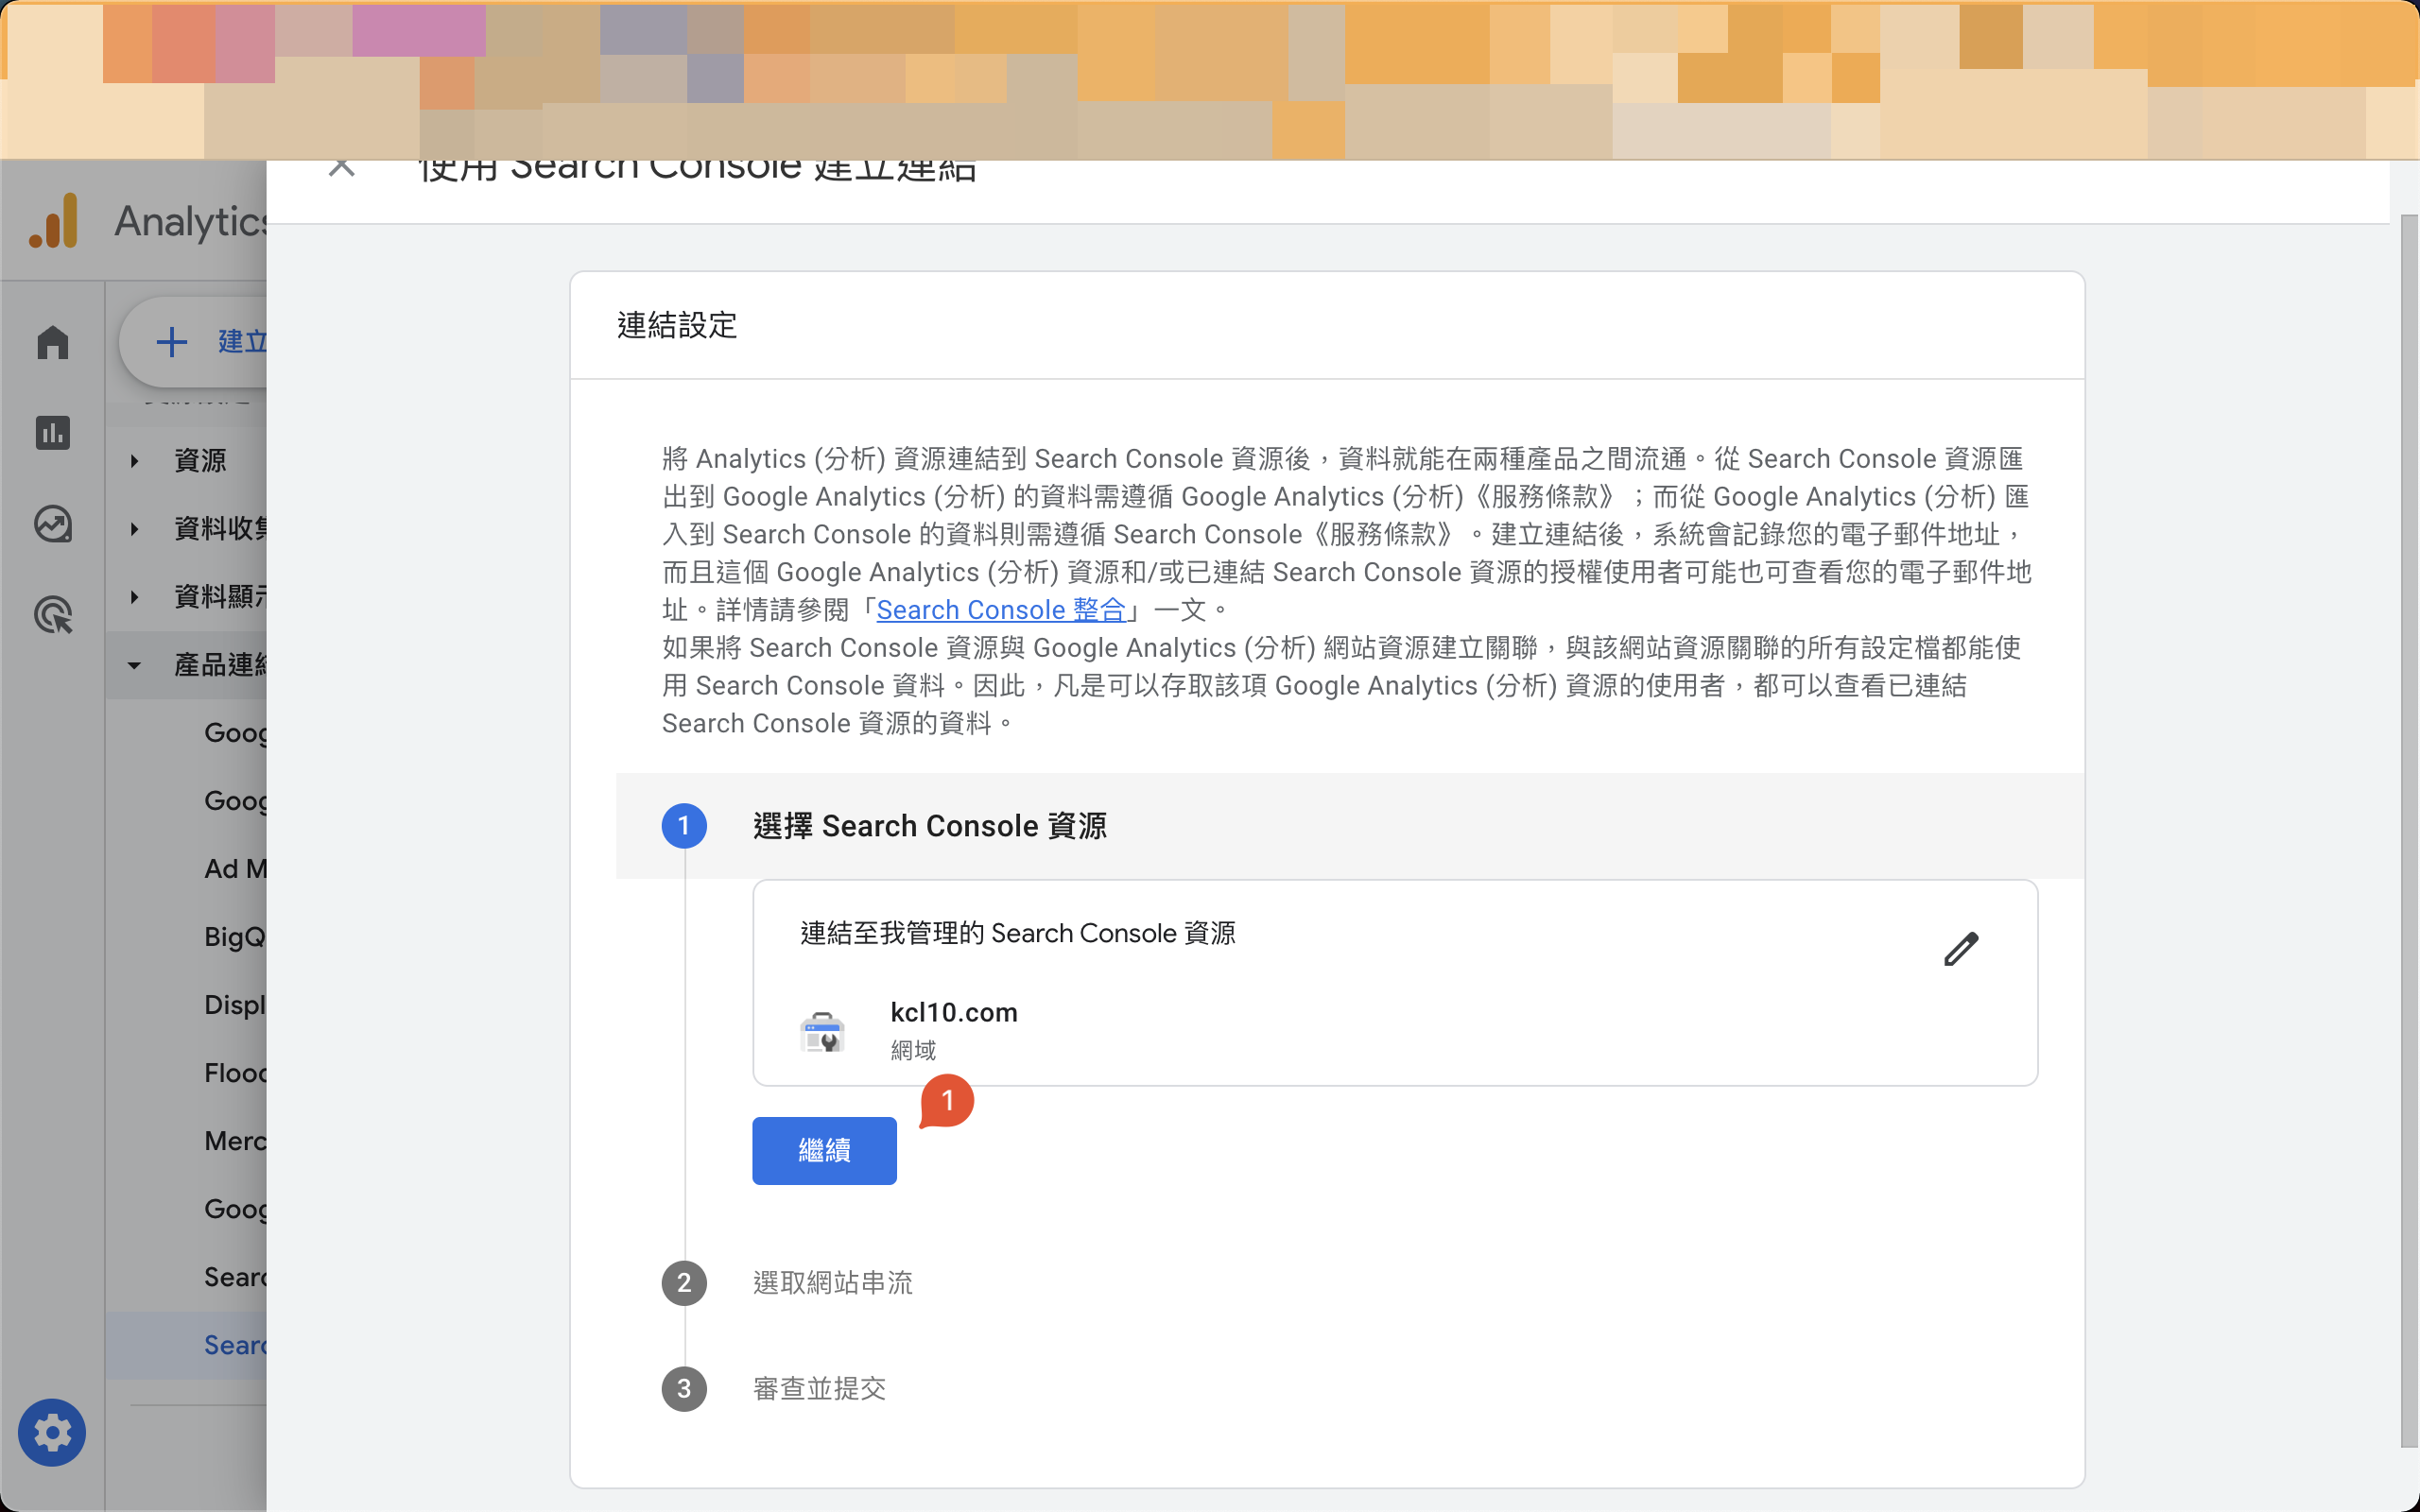 使用 Search Console 建立連結
Analytics
建立
資源
資料收集
資料顯示
產品連結
Goog
Goog
Ad M
BigQ
Displ
Flood
Merc
Goog
Searc
Searc
連結設定
將 Analytics (分析) 資源連結到 Search Console 資源後，資料就能在兩種產品之間流通。從 Search Console 資源匯
出到 Google Analytics (分析) 的資料需遵循 Google Analytics (分析)《服務條款》；而從 Google Analytics (分析) 匯
入到 Search Console 的資料則需遵循 Search Console《服務條款》。建立連結後，系統會記錄您的電子郵件地址，
而且這個 Google Analytics (分析) 資源和/或已連結 Search Console 資源的授權使用者可能也可查看您的電子郵件地
址。詳情請參閱「Search Console 整合」一文。
如果將 Search Console 資源與 Google Analytics (分析) 網站資源建立關聯，與該網站資源關聯的所有設定檔都能使
用 Search Console 資料。因此，凡是可以存取該項 Google Analytics (分析) 資源的使用者，都可以查看已連結
Search Console 資源的資料。
1 選擇 Search Console 資源
連結至我管理的 Search Console 資源
kcl10.com
網域
1
繼續
2 選取網站串流
3 審查並提交